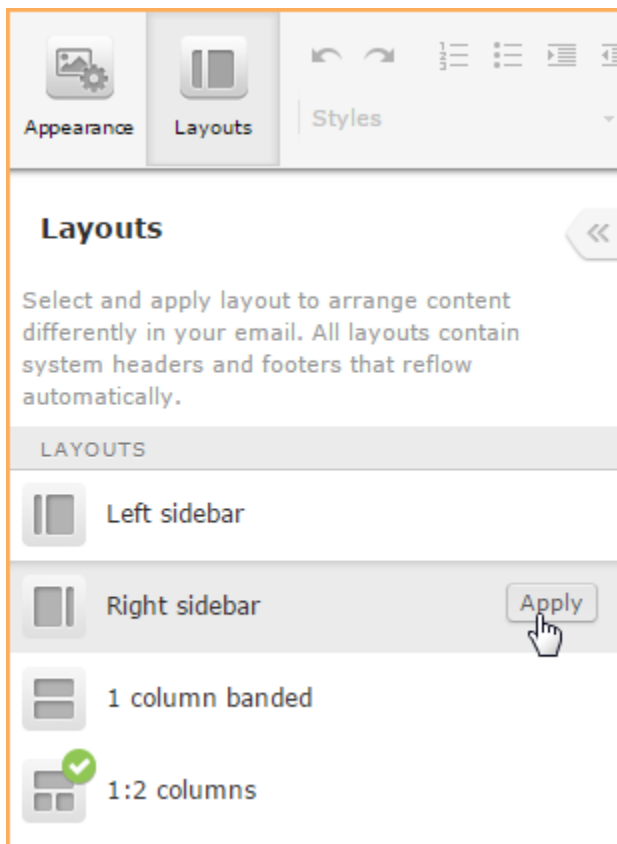 Appearance
Layouts
Styles
Layouts
Select and apply layout to arrange content
differently in your email. All layouts contain
system headers and footers that reflow
automatically.
LAYOUTS
Left sidebar
Right sidebar
Apply
1 column banded
1:2 columns